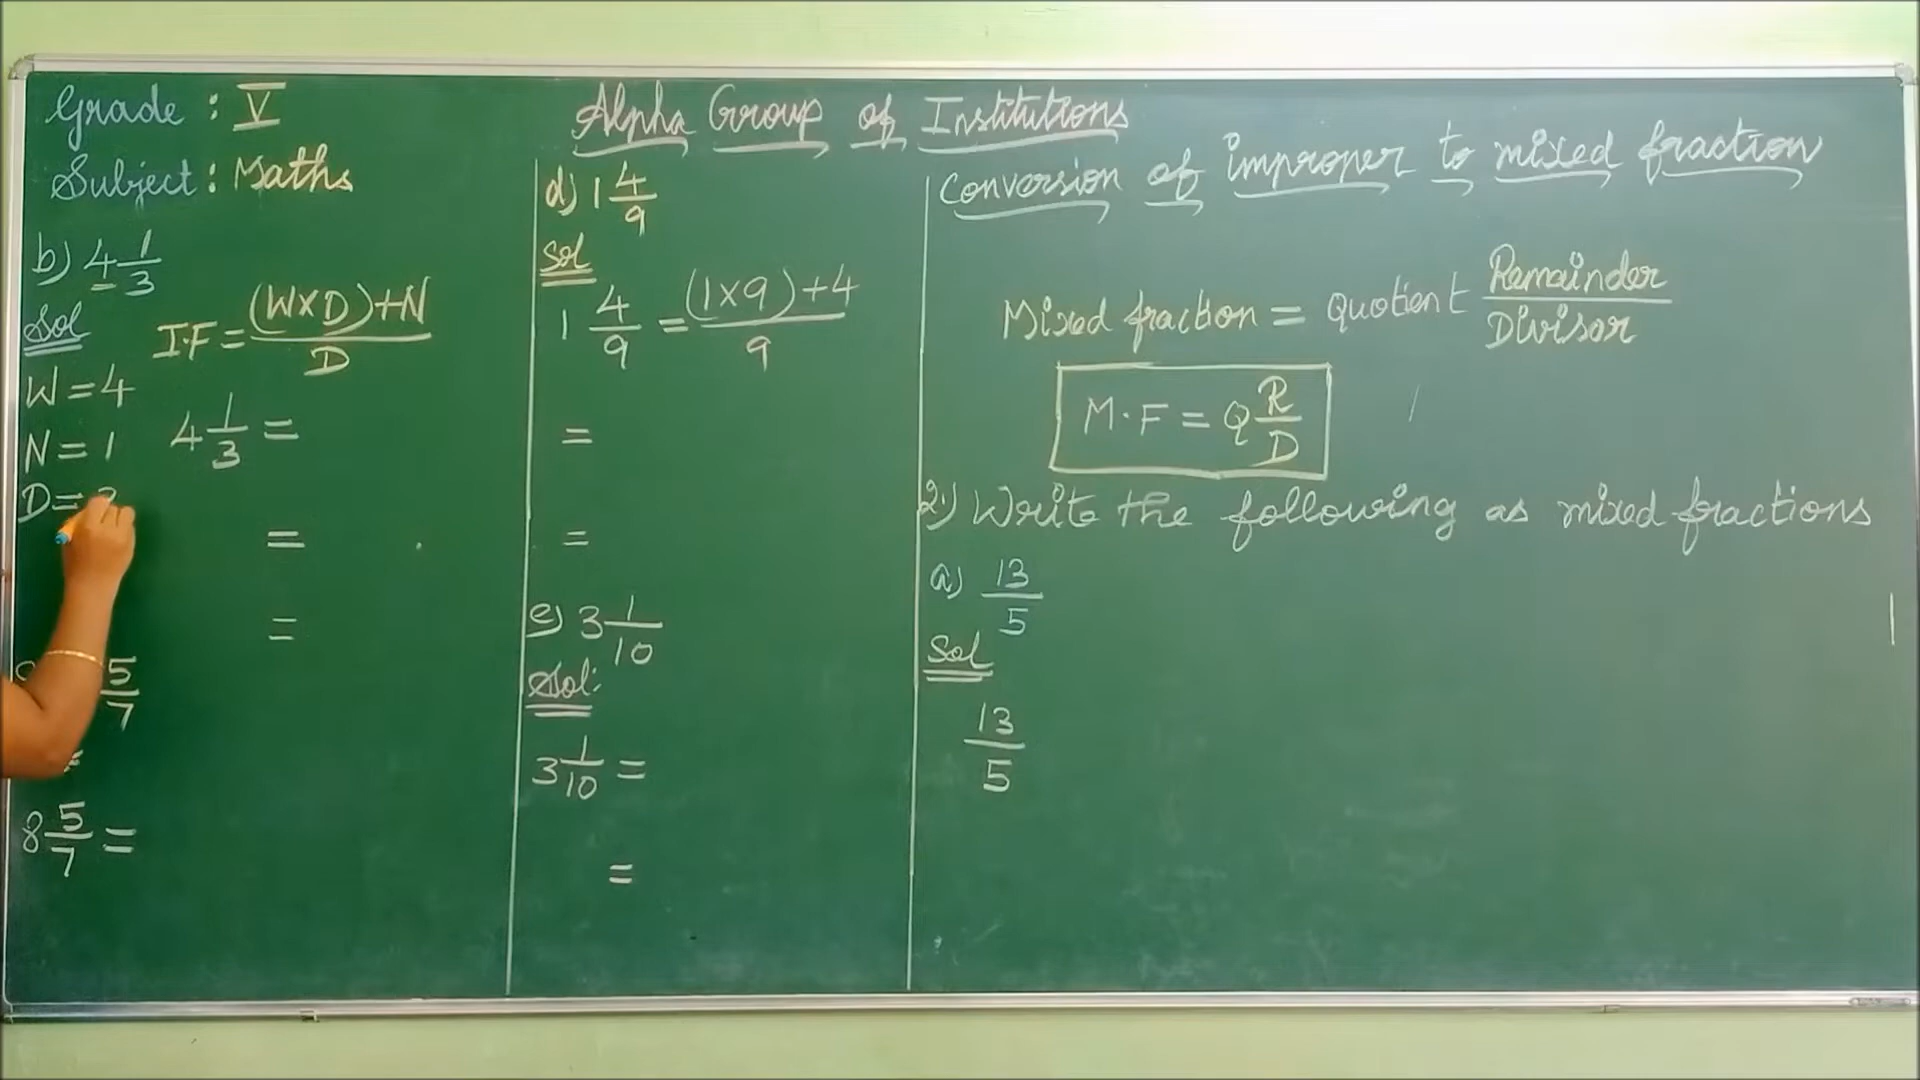 Grade : V
Subject : Maths
b) 4 1/3
Sol
I.F = (W×D)+N / D
W = 4
N = 1
D =
4 1/3 =
=
=
5/7
8 5/7 =
Alpha Group of Institutions
d) 1 4/9
Sol
1 4/9 = (1×9)+4 / 9
=
=
e) 3 1/10
Sol:
3 1/10 =
=
Conversion of improper to mixed fraction
Mixed fraction = Quotient Remainder / Divisor
M.F = Q R/D
2.) Write the following as mixed fractions
a) 13/5
Sol
13/5